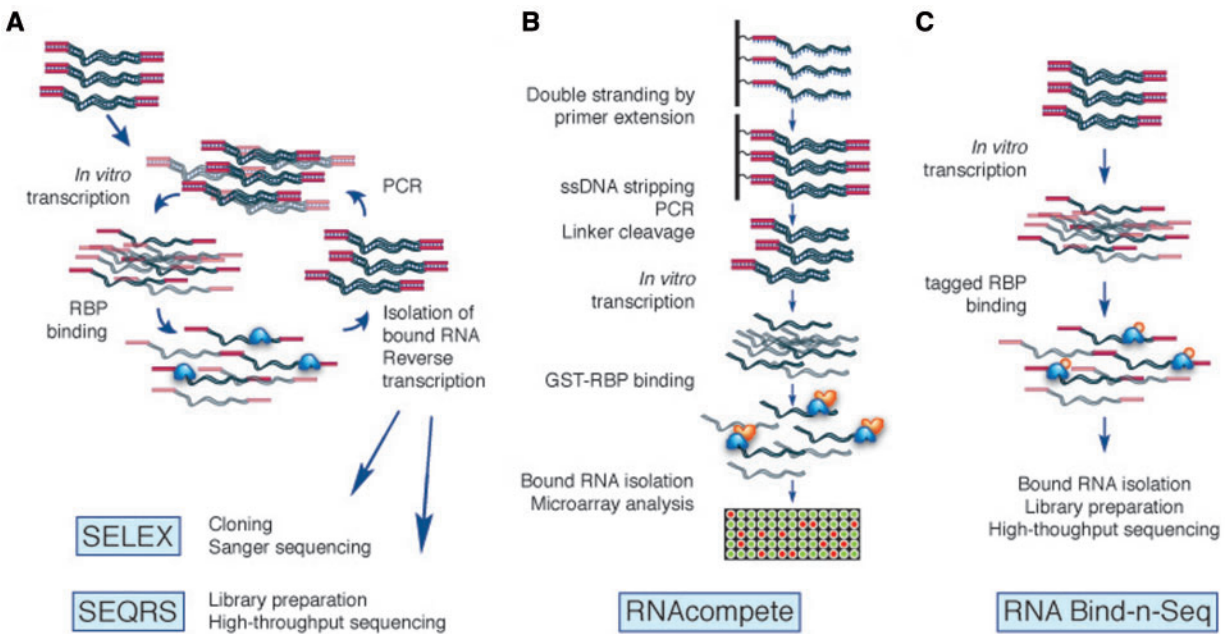 A
In vitro
transcription
PCR
RBP
binding
Isolation of
bound RNA
Reverse
transcription
SELEX
Cloning
Sanger sequencing
SEQRS
Library preparation
High-throughput sequencing
B
Double stranding by
primer extension
ssDNA stripping
PCR
Linker cleavage
In vitro
transcription
GST-RBP binding
Bound RNA isolation
Microarray analysis
RNAcompete
C
In vitro
transcription
tagged RBP
binding
Bound RNA isolation
Library preparation
High-thoughput sequencing
RNA Bind-n-Seq